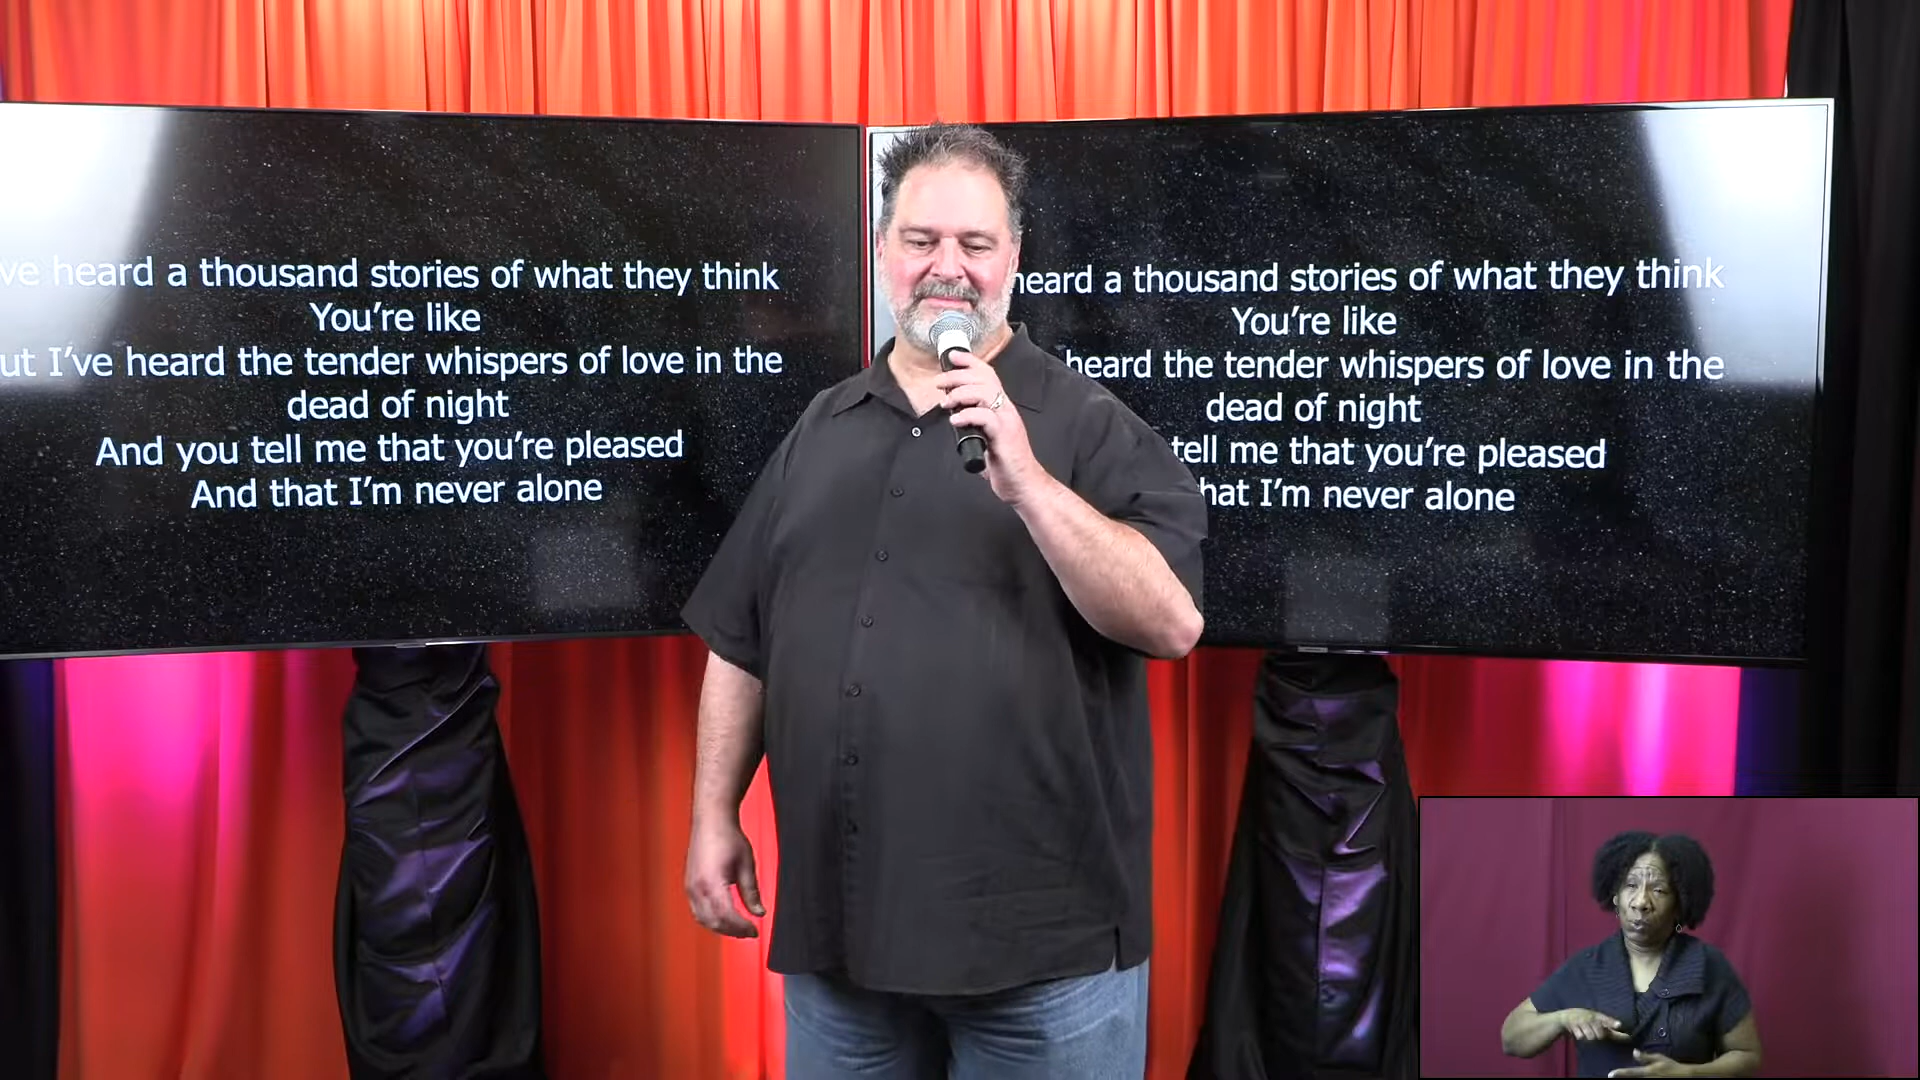 ve heard a thousand stories of what they think
You're like
ut I've heard the tender whispers of love in the
dead of night
And you tell me that you're pleased
And that I'm never alone
heard a thousand stories of what they think
You're like
heard the tender whispers of love in the
dead of night
tell me that you're pleased
hat I'm never alone